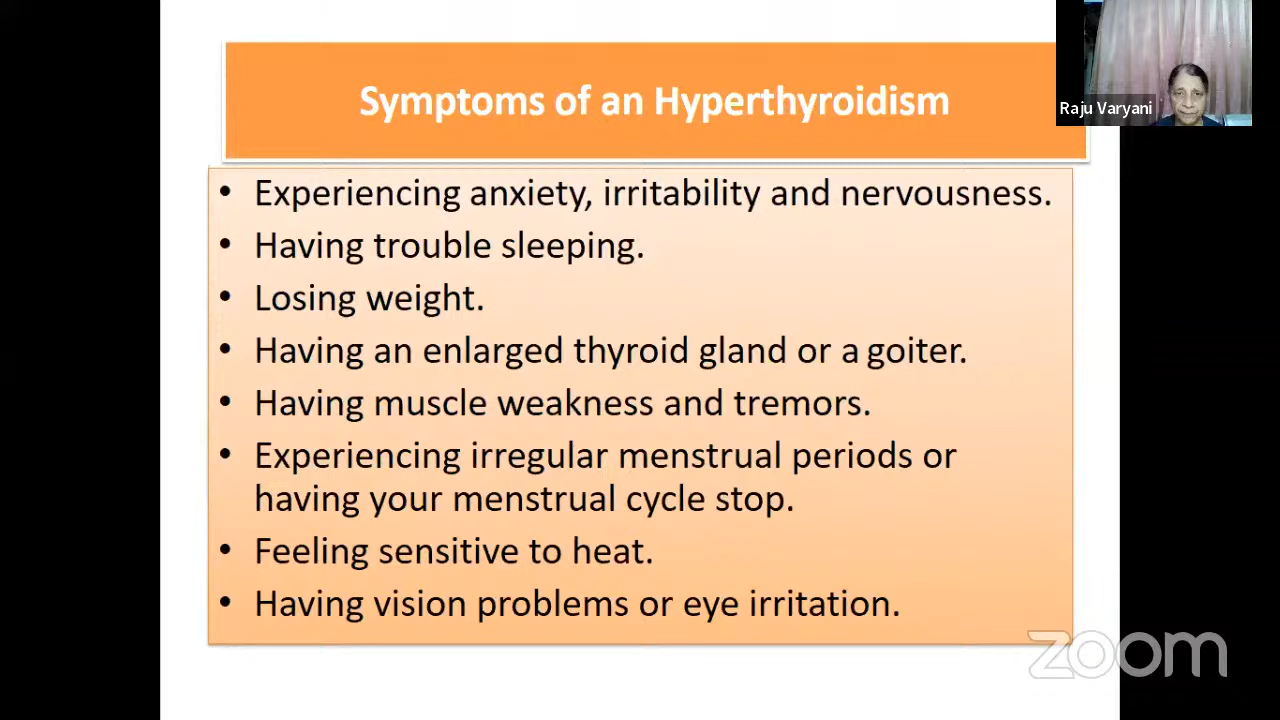 Symptoms of an Hyperthyroidism
Raju Varyani
• Experiencing anxiety, irritability and nervousness.
• Having trouble sleeping.
• Losing weight.
• Having an enlarged thyroid gland or a goiter.
• Having muscle weakness and tremors.
• Experiencing irregular menstrual periods or
having your menstrual cycle stop.
• Feeling sensitive to heat.
• Having vision problems or eye irritation.
zoom